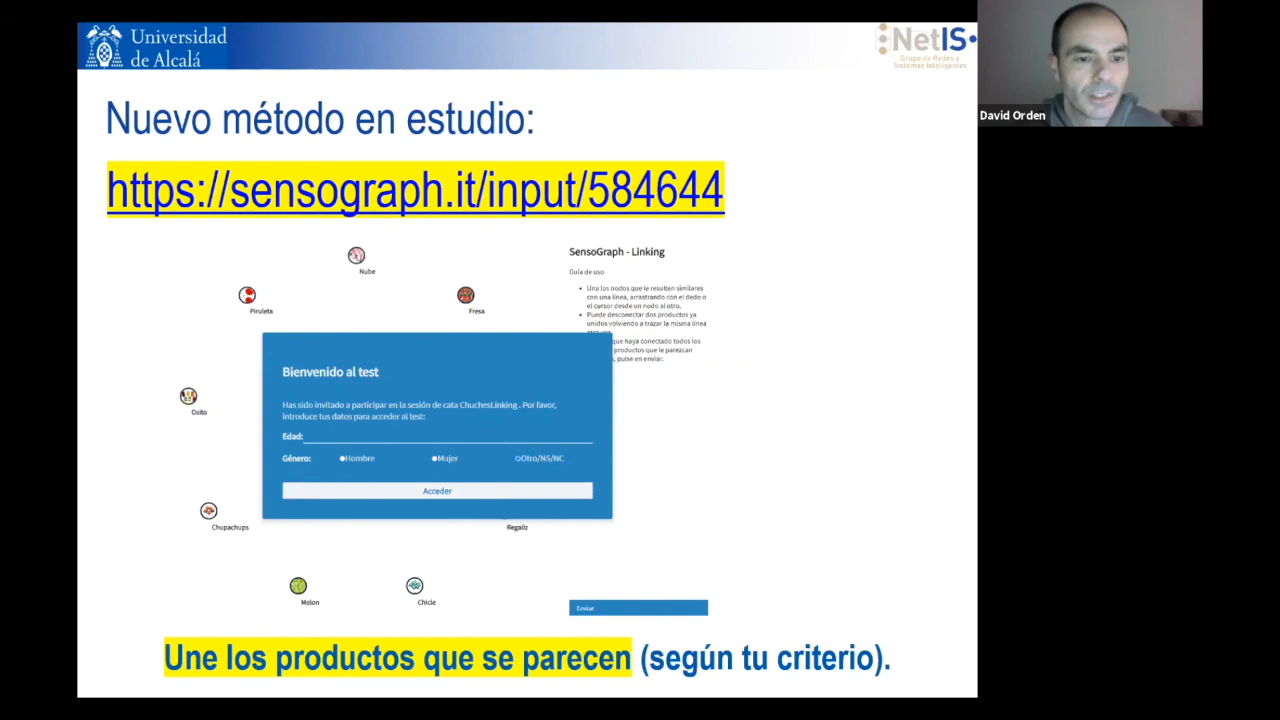 Universidad
de Alcalá
NetIS
Grupo de Redes y
Sistemas Inteligentes
David Orden
Nuevo método en estudio:
https://sensograph.it/input/584644
Nube
Piruleta
Fresa
Osito
Chupachups
Regaliz
Melon
Chicle
SensoGraph - Linking
Guía de uso
Una los nodos que le resulten similares
con una línea, arrastrando con el dedo o
el cursor desde un nodo al otro.
Puede desconectar dos productos ya
unidos volviendo a trazar la misma línea
que haya conectado todos los
productos que le parezcan
pulse en enviar.
Bienvenido al test
Has sido invitado a participar en la sesión de cata ChuchesLinking . Por favor,
introduce tus datos para acceder al test:
Edad:
Género: Hombre Mujer Otro/NS/NC
Acceder
Enviar
Une los productos que se parecen (según tu criterio).